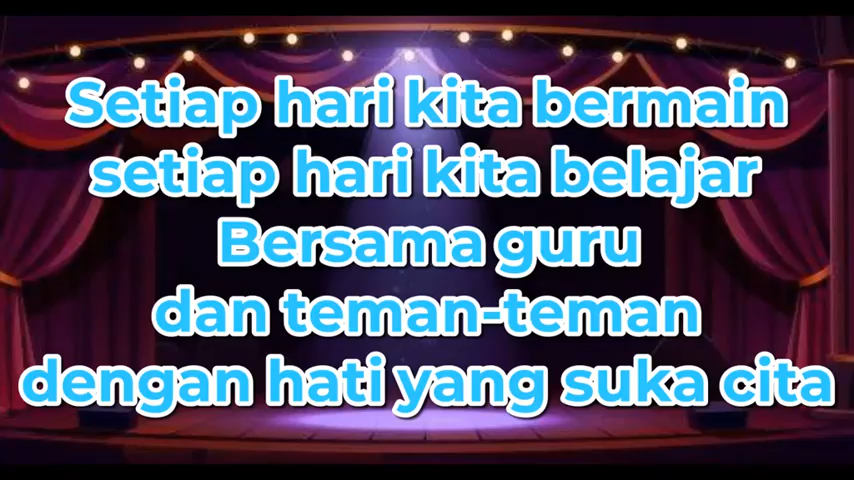 Setiap hari kita bermain
setiap hari kita belajar
Bersama guru
dan teman-teman
dengan hati yang suka cita